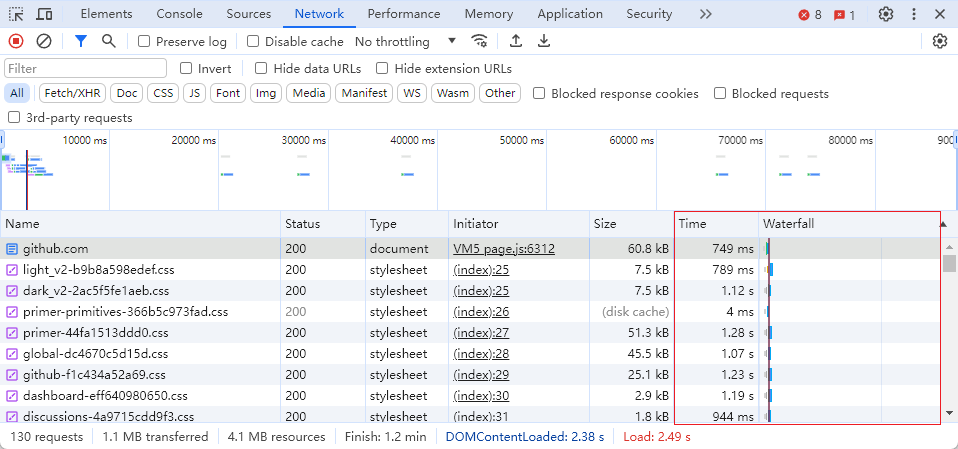 Elements Console Sources Network Performance Memory Application Security 8 1
Preserve log Disable cache No throttling
Filter Invert Hide data URLs Hide extension URLs
All Fetch/XHR Doc CSS JS Font Img Media Manifest WS Wasm Other Blocked response cookies Blocked requests
3rd-party requests
10000 ms 20000 ms 30000 ms 40000 ms 50000 ms 60000 ms 70000 ms 80000 ms 900
Name Status Type Initiator Size Time Waterfall
github.com 200 document VM5 page.js:6312 60.8 kB 749 ms
light_v2-b9b8a598edef.css 200 stylesheet (index):25 7.5 kB 789 ms
dark_v2-2ac5f5fe1aeb.css 200 stylesheet (index):25 7.5 kB 1.12 s
primer-primitives-366b5c973fad.css 200 stylesheet (index):26 (disk cache) 4 ms
primer-44fa1513ddd0.css 200 stylesheet (index):27 51.3 kB 1.28 s
global-dc4670c5d15d.css 200 stylesheet (index):28 45.5 kB 1.07 s
github-f1c434a52a69.css 200 stylesheet (index):29 25.1 kB 1.23 s
dashboard-eff640980650.css 200 stylesheet (index):30 2.9 kB 1.19 s
discussions-4a9715cdd9f3.css 200 stylesheet (index):31 1.8 kB 944 ms
130 requests 1.1 MB transferred 4.1 MB resources Finish: 1.2 min DOMContentLoaded: 2.38 s Load: 2.49 s